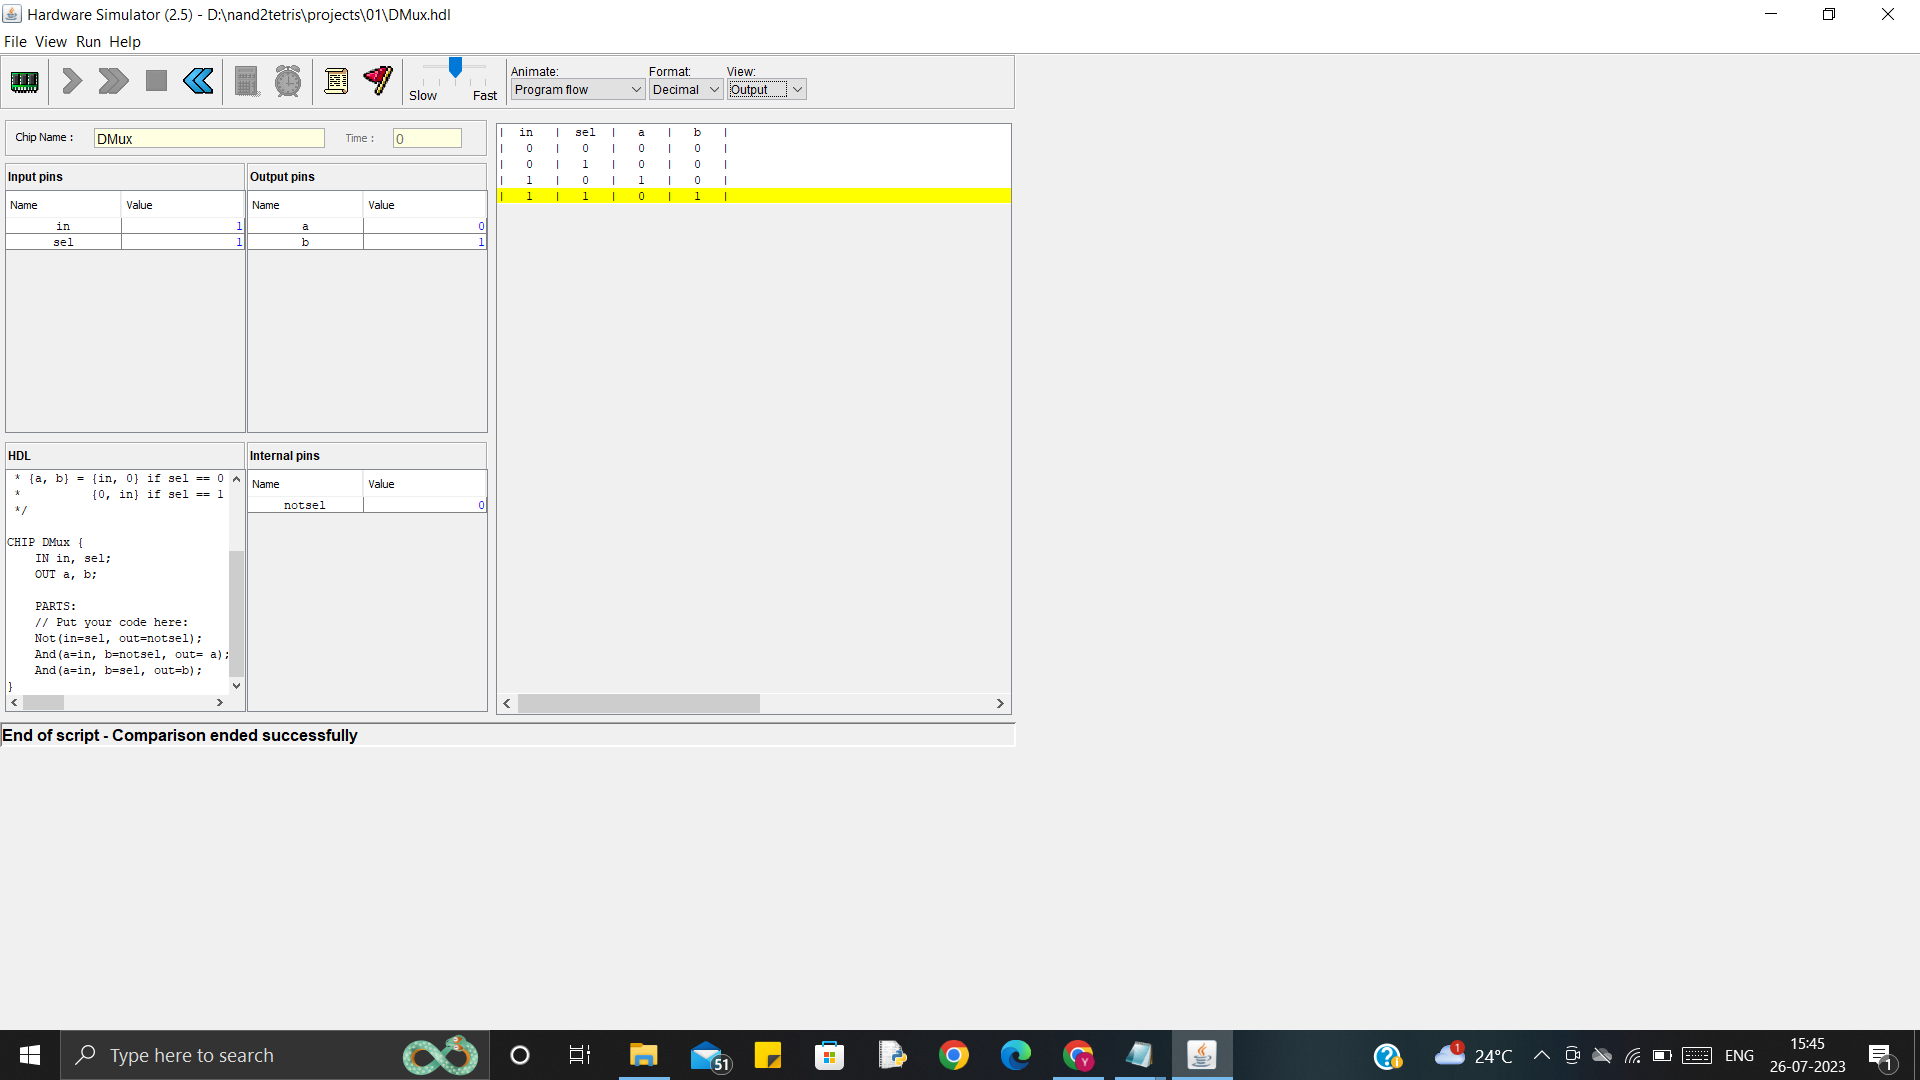 Hardware Simulator (2.5) - D:\nand2tetris\projects\01\DMux.hdl
File View Run Help
Slow Fast
Animate: Format: View:
Program flow Decimal Output
Chip Name : DMux Time : 0
Input pins Output pins
Name Value Name Value
in 1 a 0
sel 1 b 1
| in | sel | a | b |
| 0 | 0 | 0 | 0 |
| 0 | 1 | 0 | 0 |
| 1 | 0 | 1 | 0 |
| 1 | 1 | 0 | 1 |
HDL
* {a, b} = {in, 0} if sel == 0
* {0, in} if sel == 1
*/
CHIP DMux {
IN in, sel;
OUT a, b;
PARTS:
// Put your code here:
Not(in=sel, out=notsel);
And(a=in, b=notsel, out= a);
And(a=in, b=sel, out=b);
}
Internal pins
Name Value
notsel 0
End of script - Comparison ended successfully
Type here to search
51
Y
1
24°C
ENG
15:45
26-07-2023
1